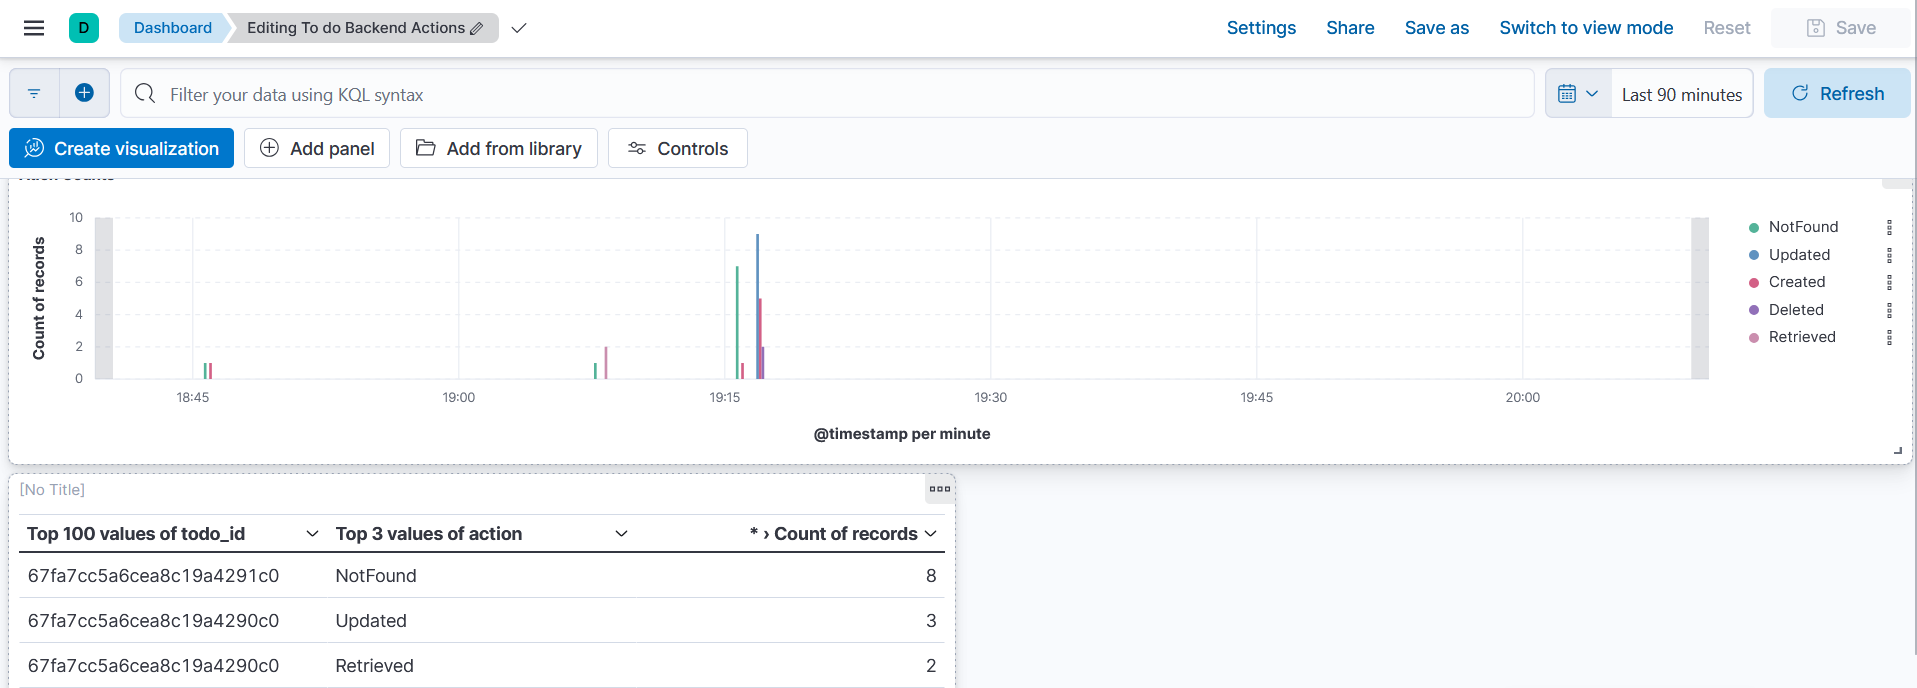 D Dashboard Editing To do Backend Actions Settings Share Save as Switch to view mode Reset Save
Filter your data using KQL syntax Last 90 minutes Refresh
Create visualization Add panel Add from library Controls
Count of records
10
8
6
4
2
0
18:45 19:00 19:15 19:30 19:45 20:00
@timestamp per minute
NotFound
Updated
Created
Deleted
Retrieved
[No Title]
Top 100 values of todo_id Top 3 values of action * › Count of records
67fa7cc5a6cea8c19a4291c0 NotFound 8
67fa7cc5a6cea8c19a4290c0 Updated 3
67fa7cc5a6cea8c19a4290c0 Retrieved 2